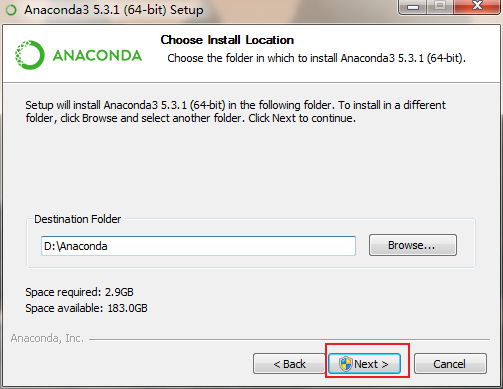 Anaconda3 5.3.1 (64-bit) Setup
ANACONDA
Choose Install Location
Choose the folder in which to install Anaconda3 5.3.1 (64-bit).
Setup will install Anaconda3 5.3.1 (64-bit) in the following folder. To install in a different
folder, click Browse and select another folder. Click Next to continue.
Destination Folder
D:\Anaconda
Browse...
Space required: 2.9GB
Space available: 183.0GB
Anaconda, Inc.
< Back
Next >
Cancel